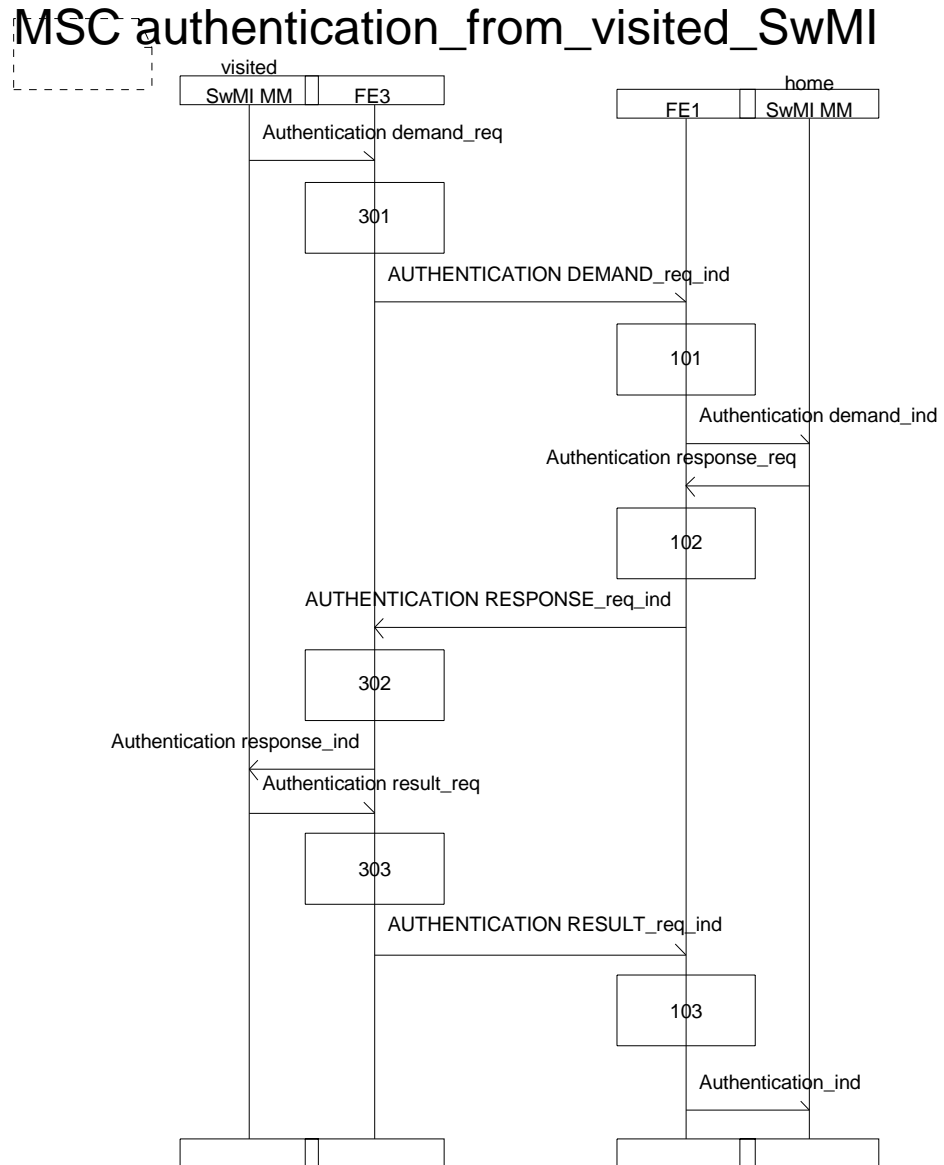 MSC authentication_from_visited_SwMI
visited
SwMI MM
FE3
home
FE1
SwMI MM
Authentication demand_req
301
AUTHENTICATION DEMAND_req_ind
101
Authentication demand_ind
Authentication response_req
102
AUTHENTICATION RESPONSE_req_ind
302
Authentication response_ind
Authentication result_req
303
AUTHENTICATION RESULT_req_ind
103
Authentication_ind